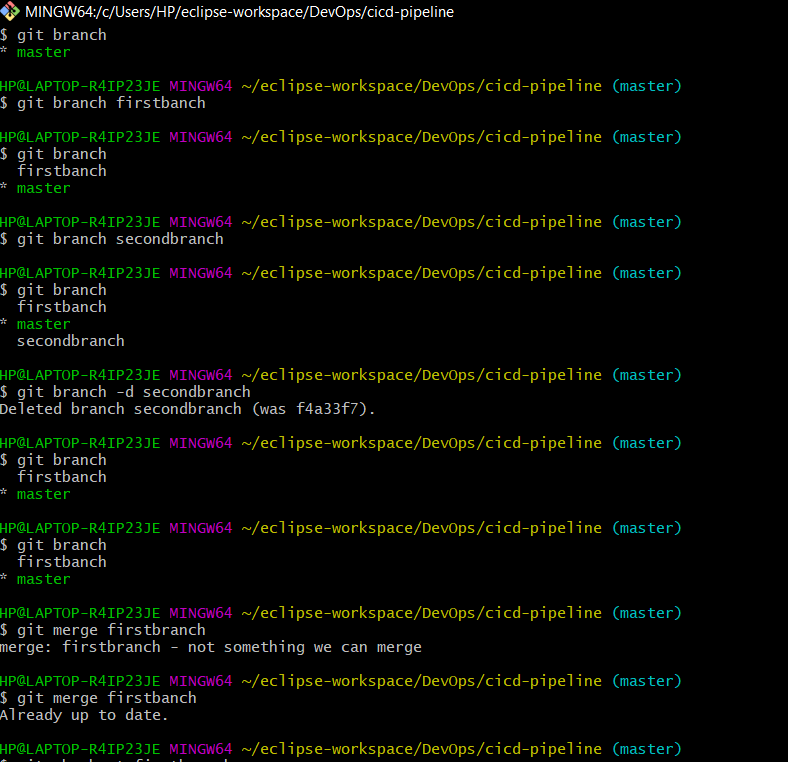 MINGW64:/c/Users/HP/eclipse-workspace/DevOps/cicd-pipeline
$ git branch
* master
HP@LAPTOP-R4IP23JE MINGW64 ~/eclipse-workspace/DevOps/cicd-pipeline (master)
$ git branch firstbanch
HP@LAPTOP-R4IP23JE MINGW64 ~/eclipse-workspace/DevOps/cicd-pipeline (master)
$ git branch
firstbanch
* master
HP@LAPTOP-R4IP23JE MINGW64 ~/eclipse-workspace/DevOps/cicd-pipeline (master)
$ git branch secondbranch
HP@LAPTOP-R4IP23JE MINGW64 ~/eclipse-workspace/DevOps/cicd-pipeline (master)
$ git branch
firstbanch
* master
secondbranch
HP@LAPTOP-R4IP23JE MINGW64 ~/eclipse-workspace/DevOps/cicd-pipeline (master)
$ git branch -d secondbranch
Deleted branch secondbranch (was f4a33f7).
HP@LAPTOP-R4IP23JE MINGW64 ~/eclipse-workspace/DevOps/cicd-pipeline (master)
$ git branch
firstbanch
* master
HP@LAPTOP-R4IP23JE MINGW64 ~/eclipse-workspace/DevOps/cicd-pipeline (master)
$ git branch
firstbanch
* master
HP@LAPTOP-R4IP23JE MINGW64 ~/eclipse-workspace/DevOps/cicd-pipeline (master)
$ git merge firstbranch
merge: firstbranch - not something we can merge
HP@LAPTOP-R4IP23JE MINGW64 ~/eclipse-workspace/DevOps/cicd-pipeline (master)
$ git merge firstbanch
Already up to date.
HP@LAPTOP-R4IP23JE MINGW64 ~/eclipse-workspace/DevOps/cicd-pipeline (master)